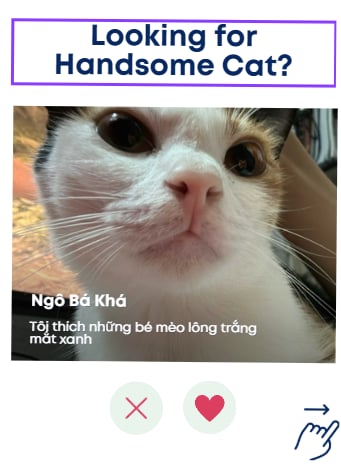 Looking for
Handsome Cat?
Ngô Bá Khá
Tôi thích những bé mèo lông trắng
mắt xanh